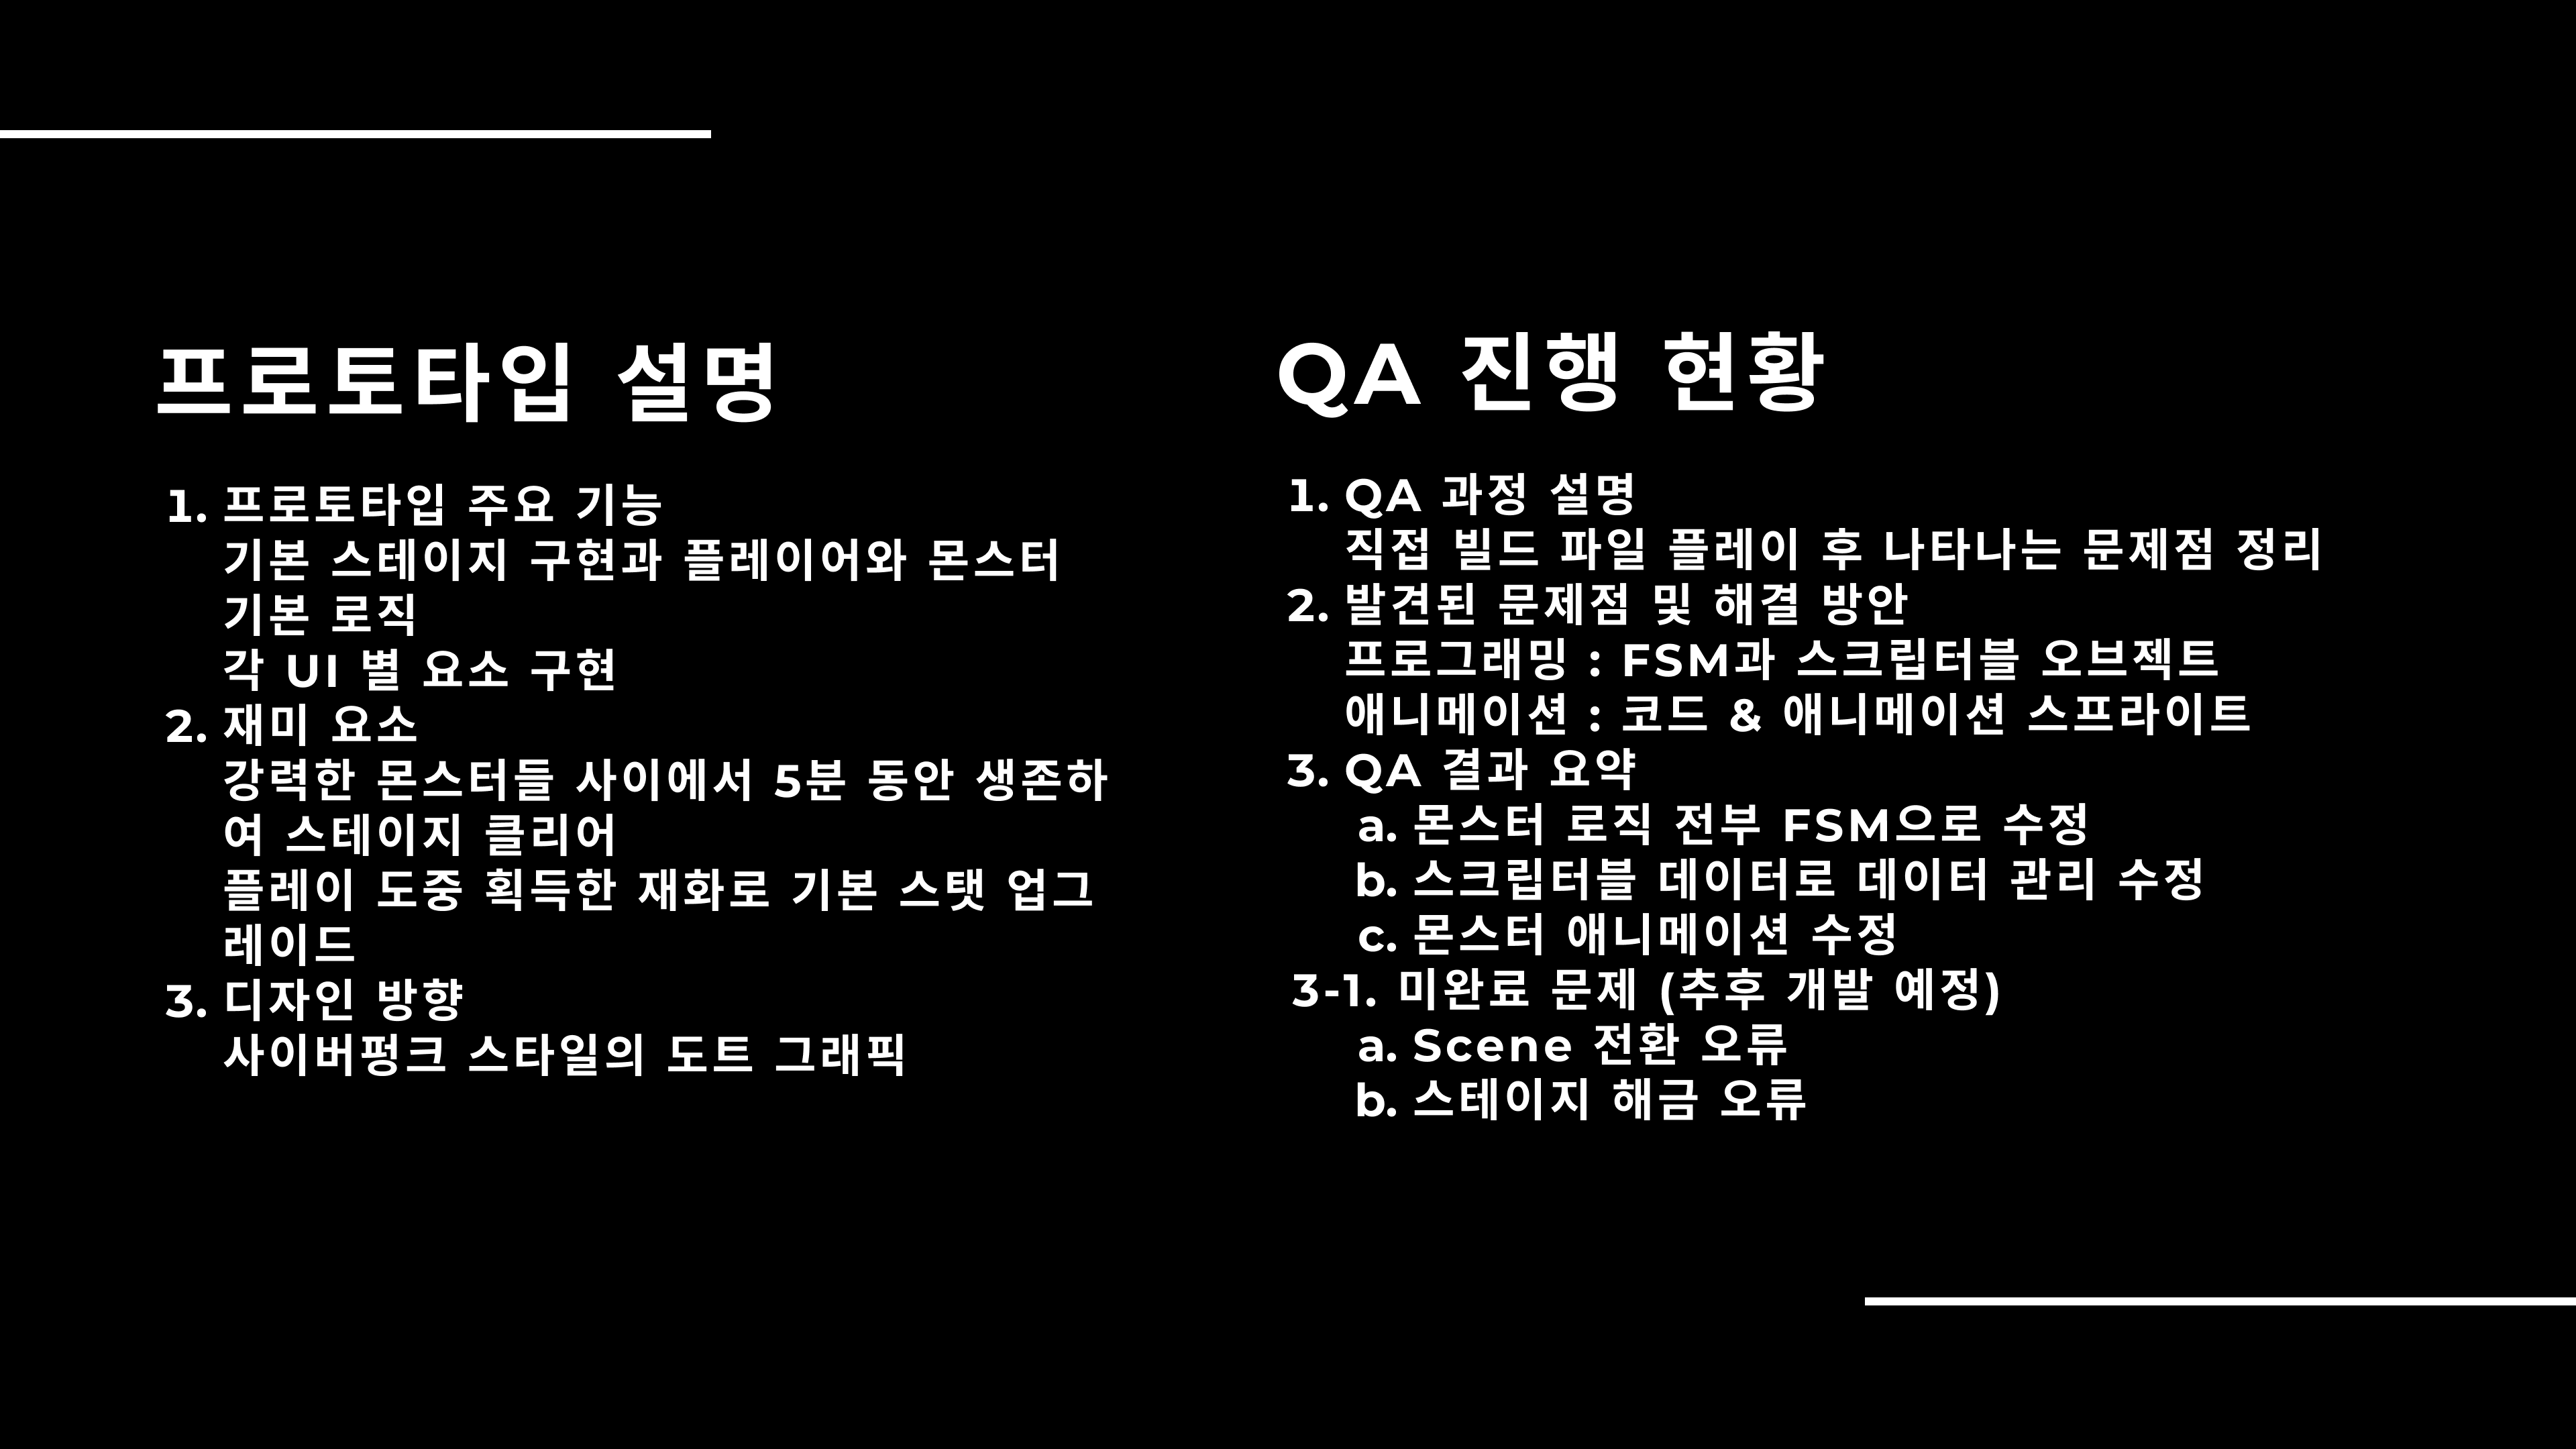 프로토타입 설명
1. 프로토타입 주요 기능
기본 스테이지 구현과 플레이어와 몬스터
기본 로직
각 UI 별 요소 구현
2. 재미 요소
강력한 몬스터들 사이에서 5분 동안 생존하
여 스테이지 클리어
플레이 도중 획득한 재화로 기본 스탯 업그
레이드
3. 디자인 방향
사이버펑크 스타일의 도트 그래픽
QA 진행 현황
1. QA 과정 설명
직접 빌드 파일 플레이 후 나타나는 문제점 정리
2. 발견된 문제점 및 해결 방안
프로그래밍 : FSM과 스크립터블 오브젝트
애니메이션 : 코드 & 애니메이션 스프라이트
3. QA 결과 요약
a. 몬스터 로직 전부 FSM으로 수정
b. 스크립터블 데이터로 데이터 관리 수정
c. 몬스터 애니메이션 수정
3-1. 미완료 문제 (추후 개발 예정)
a. Scene 전환 오류
b. 스테이지 해금 오류